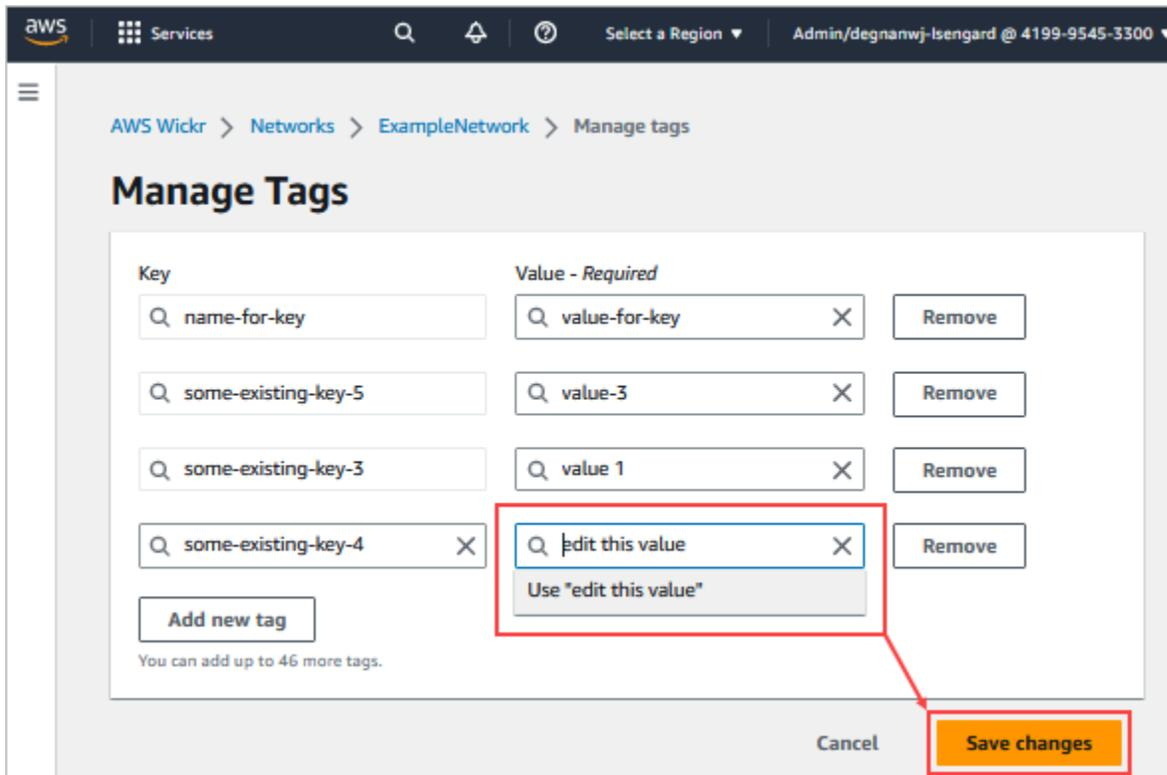 aws Services Select a Region ▼ Admin/degnanwj-Isengard @ 4199-9545-3300
AWS Wickr > Networks > ExampleNetwork > Manage tags
Manage Tags
Key Value - Required
name-for-key value-for-key Remove
some-existing-key-5 value-3 Remove
some-existing-key-3 value 1 Remove
some-existing-key-4 edit this value Remove
Use "edit this value"
Add new tag
You can add up to 46 more tags.
Cancel Save changes